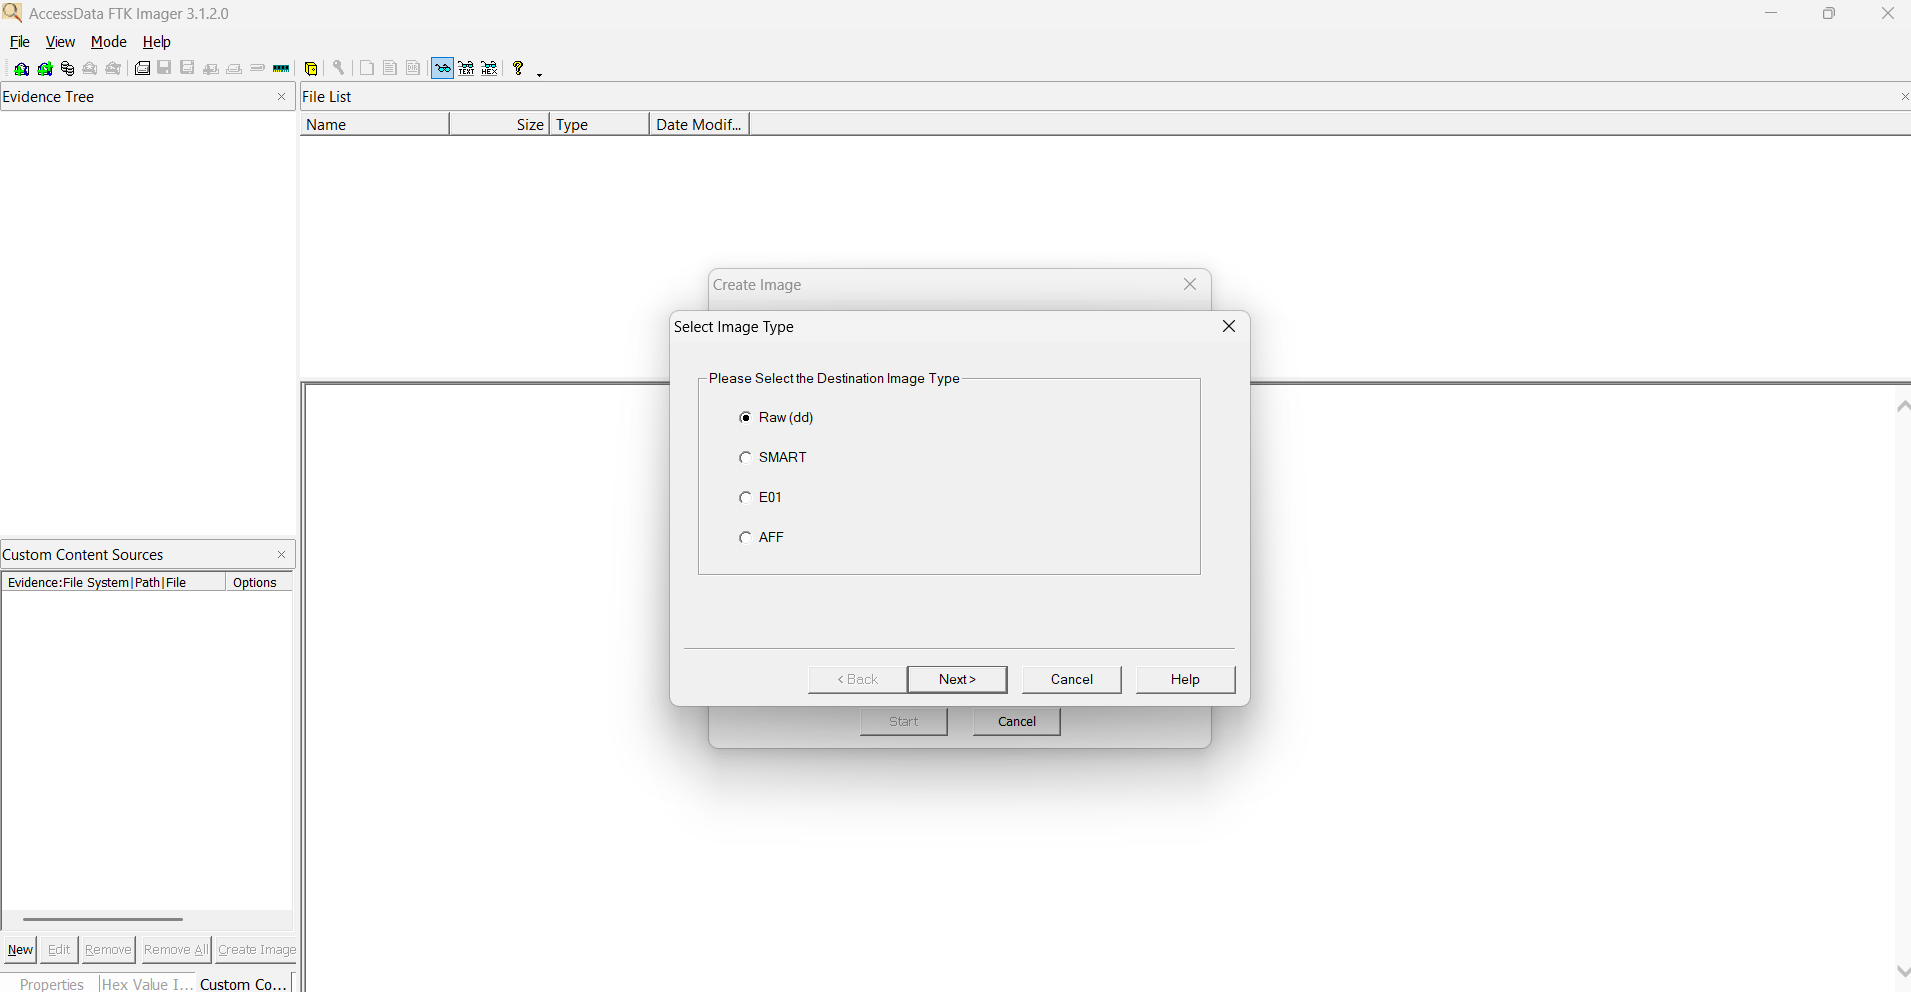 AccessData FTK Imager 3.1.2.0
File View Mode Help
TEXT HEX
Evidence Tree
File List
Name Size Type Date Modif...
Create Image
Select Image Type
Please Select the Destination Image Type
Raw (dd)
SMART
E01
AFF
< Back Next > Cancel Help
Start Cancel
Custom Content Sources
Evidence:File System|Path|File Options
New Edit Remove Remove All Create Image
Properties Hex Value I... Custom Co...